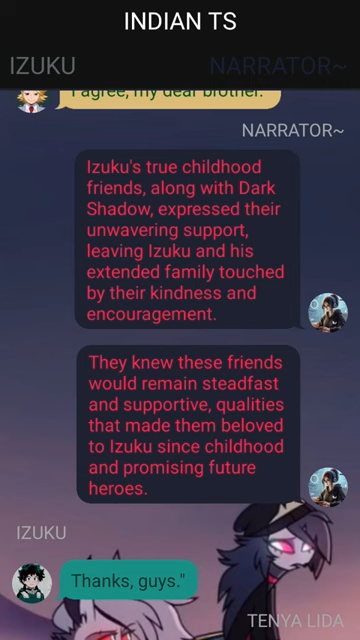 INDIAN TS
IZUKU
NARRATOR~
I agree, my dear brother."
NARRATOR~
Izuku's true childhood
friends, along with Dark
Shadow, expressed their
unwavering support,
leaving Izuku and his
extended family touched
by their kindness and
encouragement.
They knew these friends
would remain steadfast
and supportive, qualities
that made them beloved
to Izuku since childhood
and promising future
heroes.
IZUKU
Thanks, guys."
TENYA LIDA